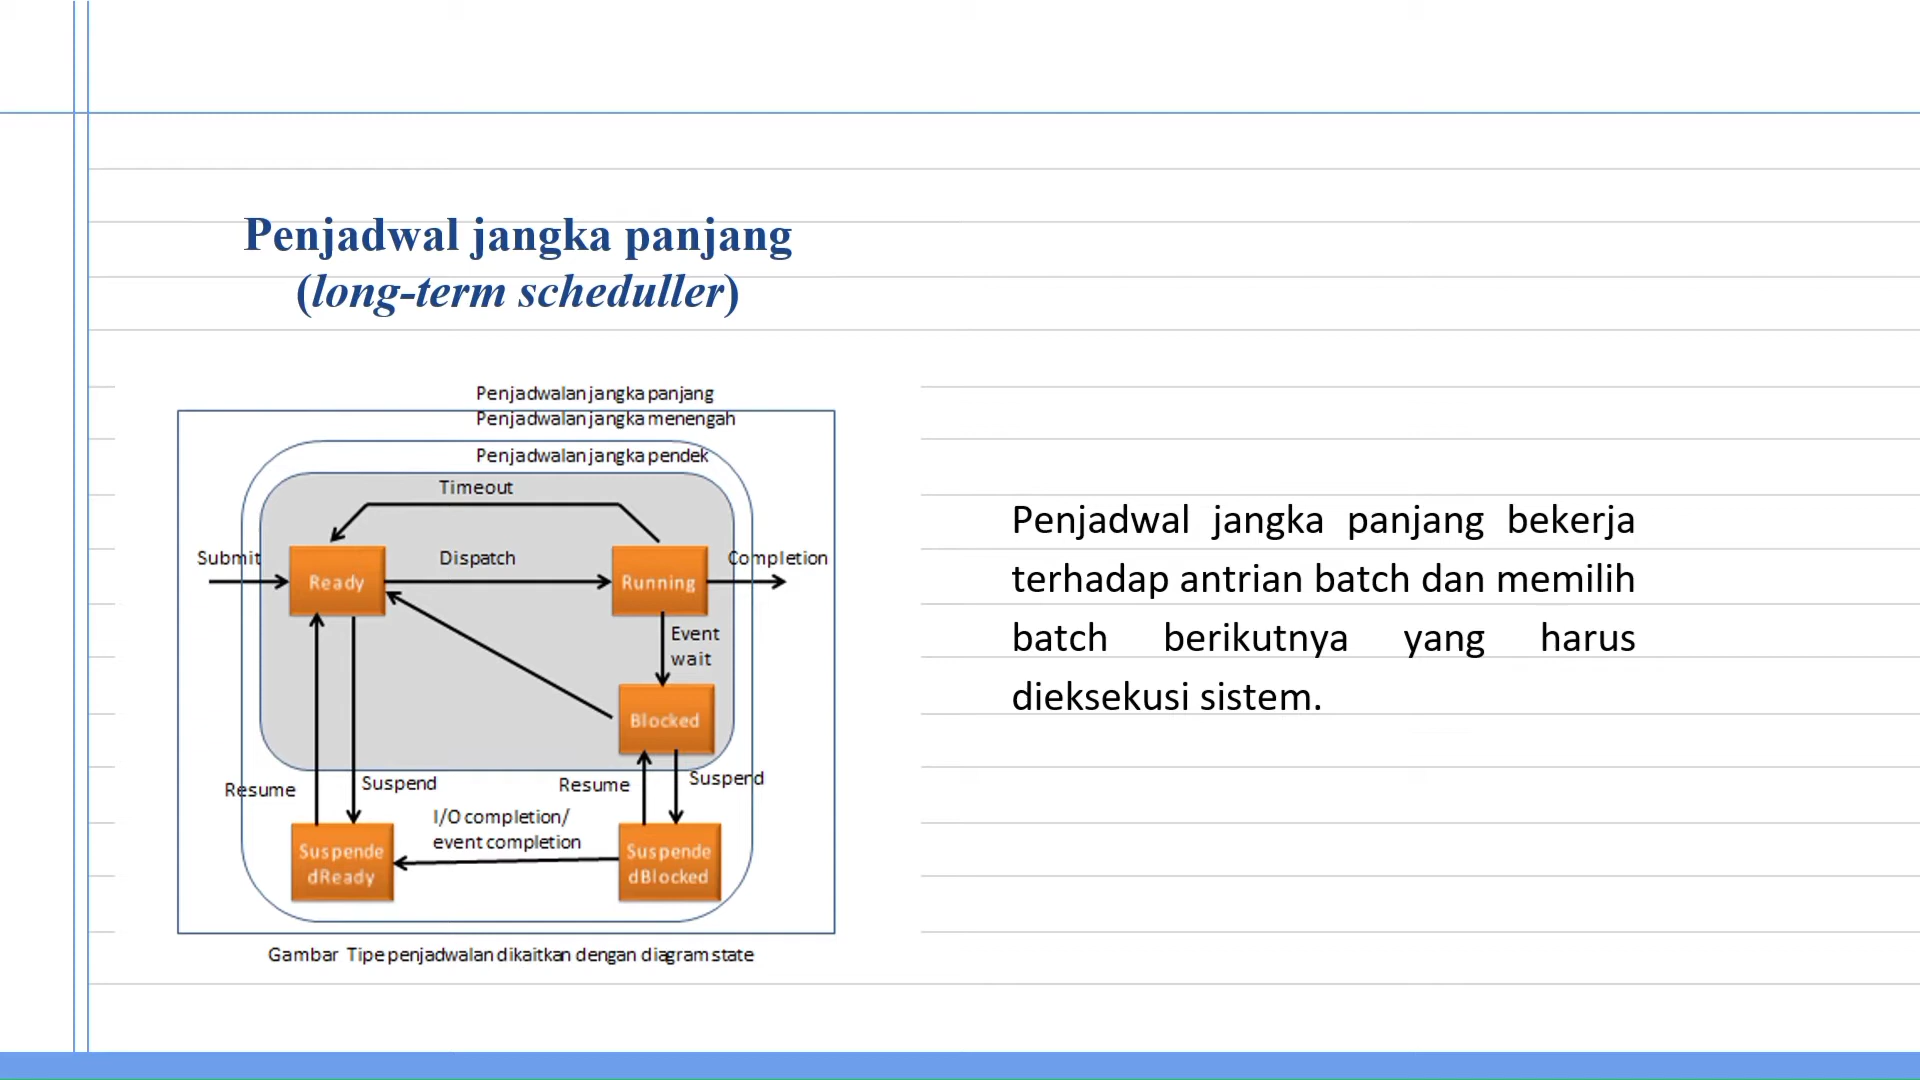 Penjadwal jangka panjang
(long-term scheduller)
Penjadwalan jangka panjang
Penjadwalan jangka menengah
Penjadwalan jangka pendek
Timeout
Submit
Dispatch
Completion
Ready
Running
Event
wait
Blocked
Resume
Suspend
Resume
Suspend
I/O completion/
event completion
Suspende
dReady
Suspende
dBlocked
Gambar Tipe penjadwalan dikaitkan dengan diagram state
Penjadwal jangka panjang bekerja
terhadap antrian batch dan memilih
batch berikutnya yang harus
dieksekusi sistem.